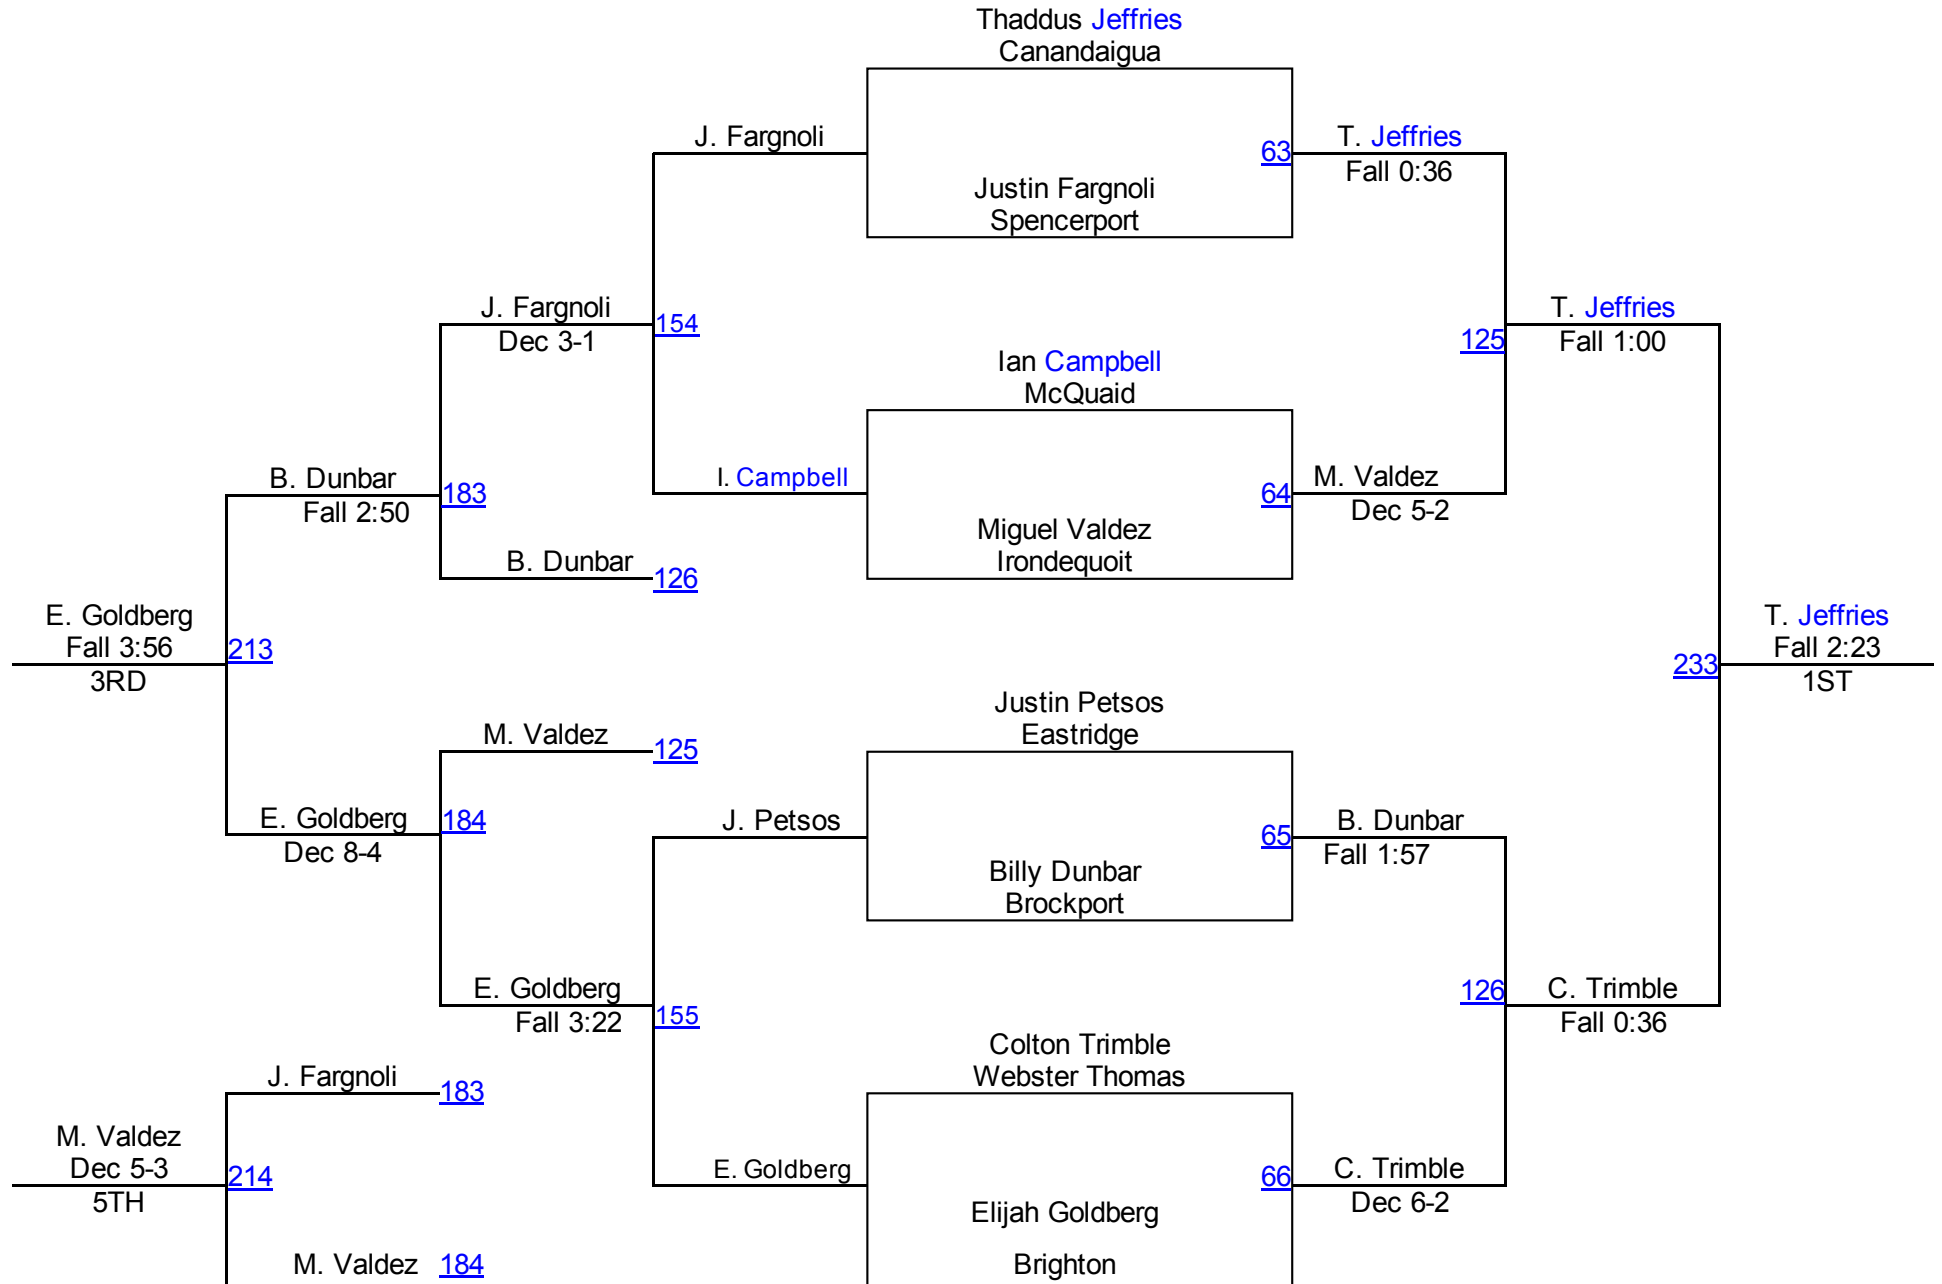 Thaddus Jeffries
Canandaigua
J. Fargnoli
63
T. Jeffries
Fall 0:36
Justin Fargnoli
Spencerport
J. Fargnoli
Dec 3-1
154
T. Jeffries
125
Fall 1:00
Ian Campbell
McQuaid
B. Dunbar
Fall 2:50
183
I. Campbell
64
M. Valdez
Dec 5-2
Miguel Valdez
Irondequoit
B. Dunbar
126
E. Goldberg
Fall 3:56
3RD
213
T. Jeffries
Fall 2:23
1ST
233
Justin Petsos
Eastridge
M. Valdez
125
E. Goldberg
Dec 8-4
184
J. Petsos
65
B. Dunbar
Fall 1:57
Billy Dunbar
Brockport
E. Goldberg
Fall 3:22
155
126
C. Trimble
Fall 0:36
Colton Trimble
Webster Thomas
J. Fargnoli
183
M. Valdez
Dec 5-3
5TH
214
E. Goldberg
66
C. Trimble
Dec 6-2
Elijah Goldberg
Brighton
M. Valdez
184